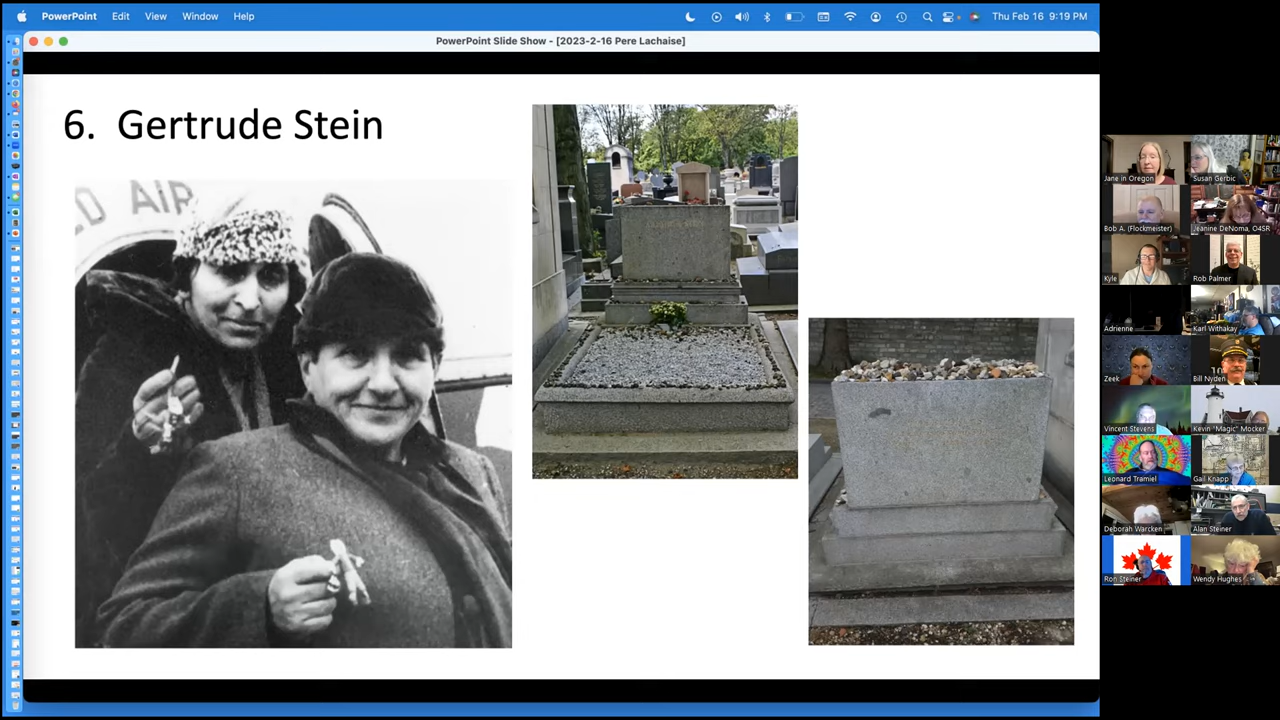 PowerPoint Edit View Window Help Thu Feb 16 9:19 PM
PowerPoint Slide Show - [2023-2-16 Pere Lachaise]
6. Gertrude Stein
D AIR
Jane in Oregon
Susan Gerbic
Bob A. (Flockmeister)
Jeanine DeNoma, O4SR
Kyle
Rob Palmer
Adrienne
Karl Withakay
Zeek
Bill Nyden
Vincent Stevens
Kevin "Magic" Mocker
Leonard Tramiel
Gail Knapp
Deborah Warcken
Alan Steiner
Ron Steiner
Wendy Hughes